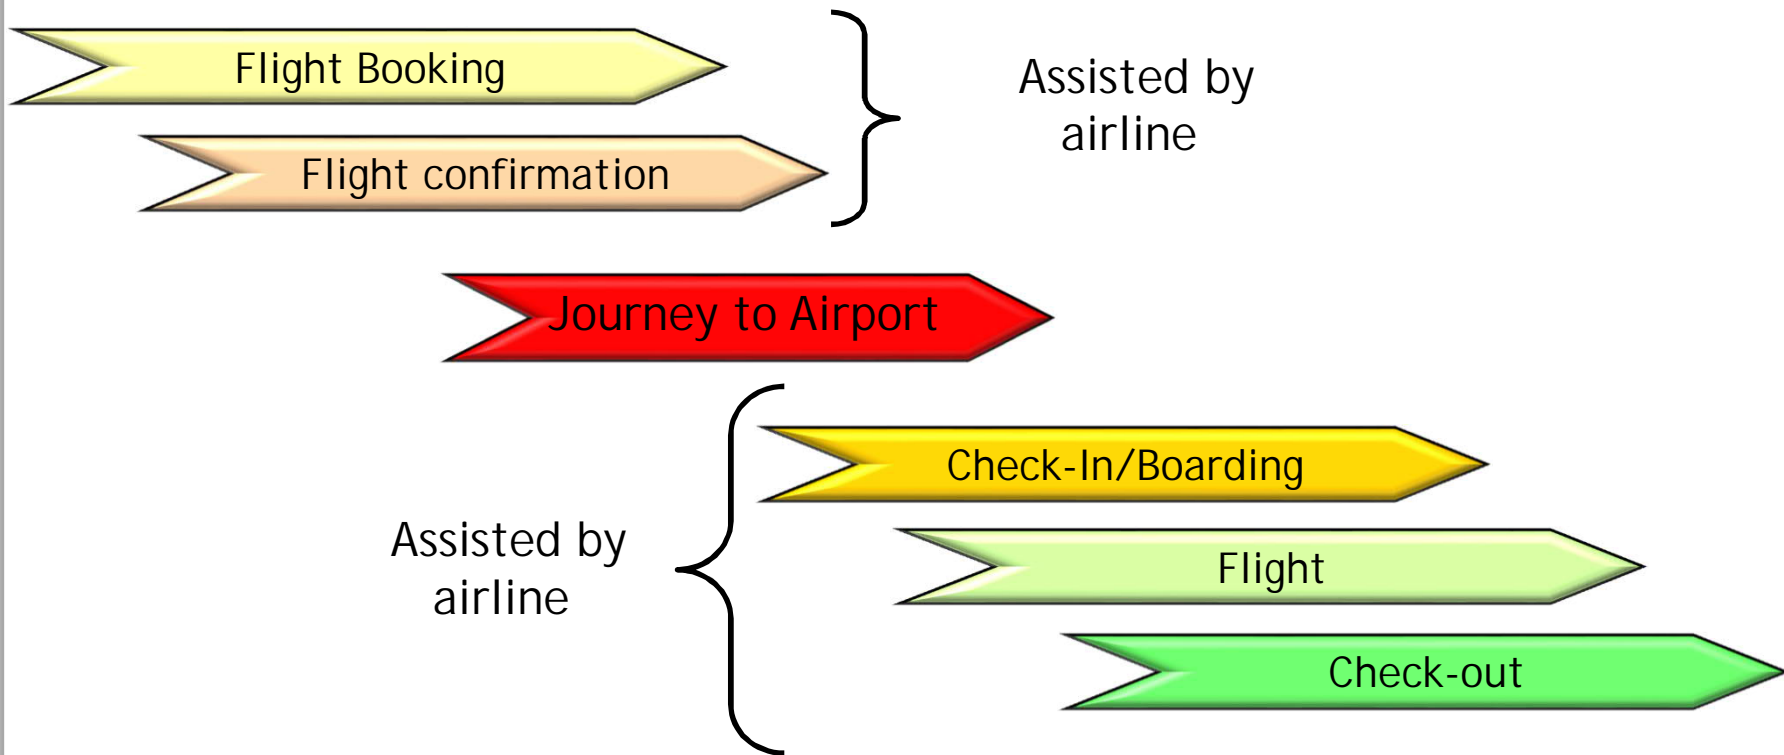 Flight Booking
Assisted by
airline
Flight confirmation
Journey to Airport
Check-In/Boarding
Assisted by
airline
Flight
Check-out